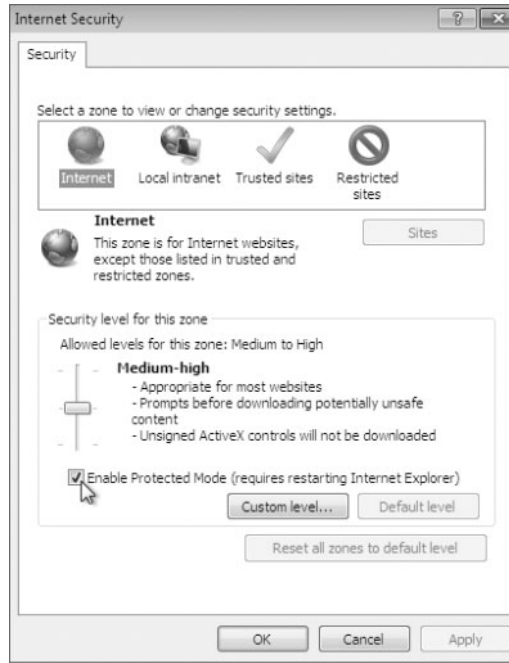 Internet Security
Security
Select a zone to view or change security settings.
Internet Local intranet Trusted sites Restricted
sites
Internet
This zone is for Internet websites,
except those listed in trusted and
restricted zones.
Sites
Security level for this zone
Allowed levels for this zone: Medium to High
Medium-high
- Appropriate for most websites
- Prompts before downloading potentially unsafe
content
- Unsigned ActiveX controls will not be downloaded
Enable Protected Mode (requires restarting Internet Explorer)
Custom level... Default level
Reset all zones to default level
OK Cancel Apply